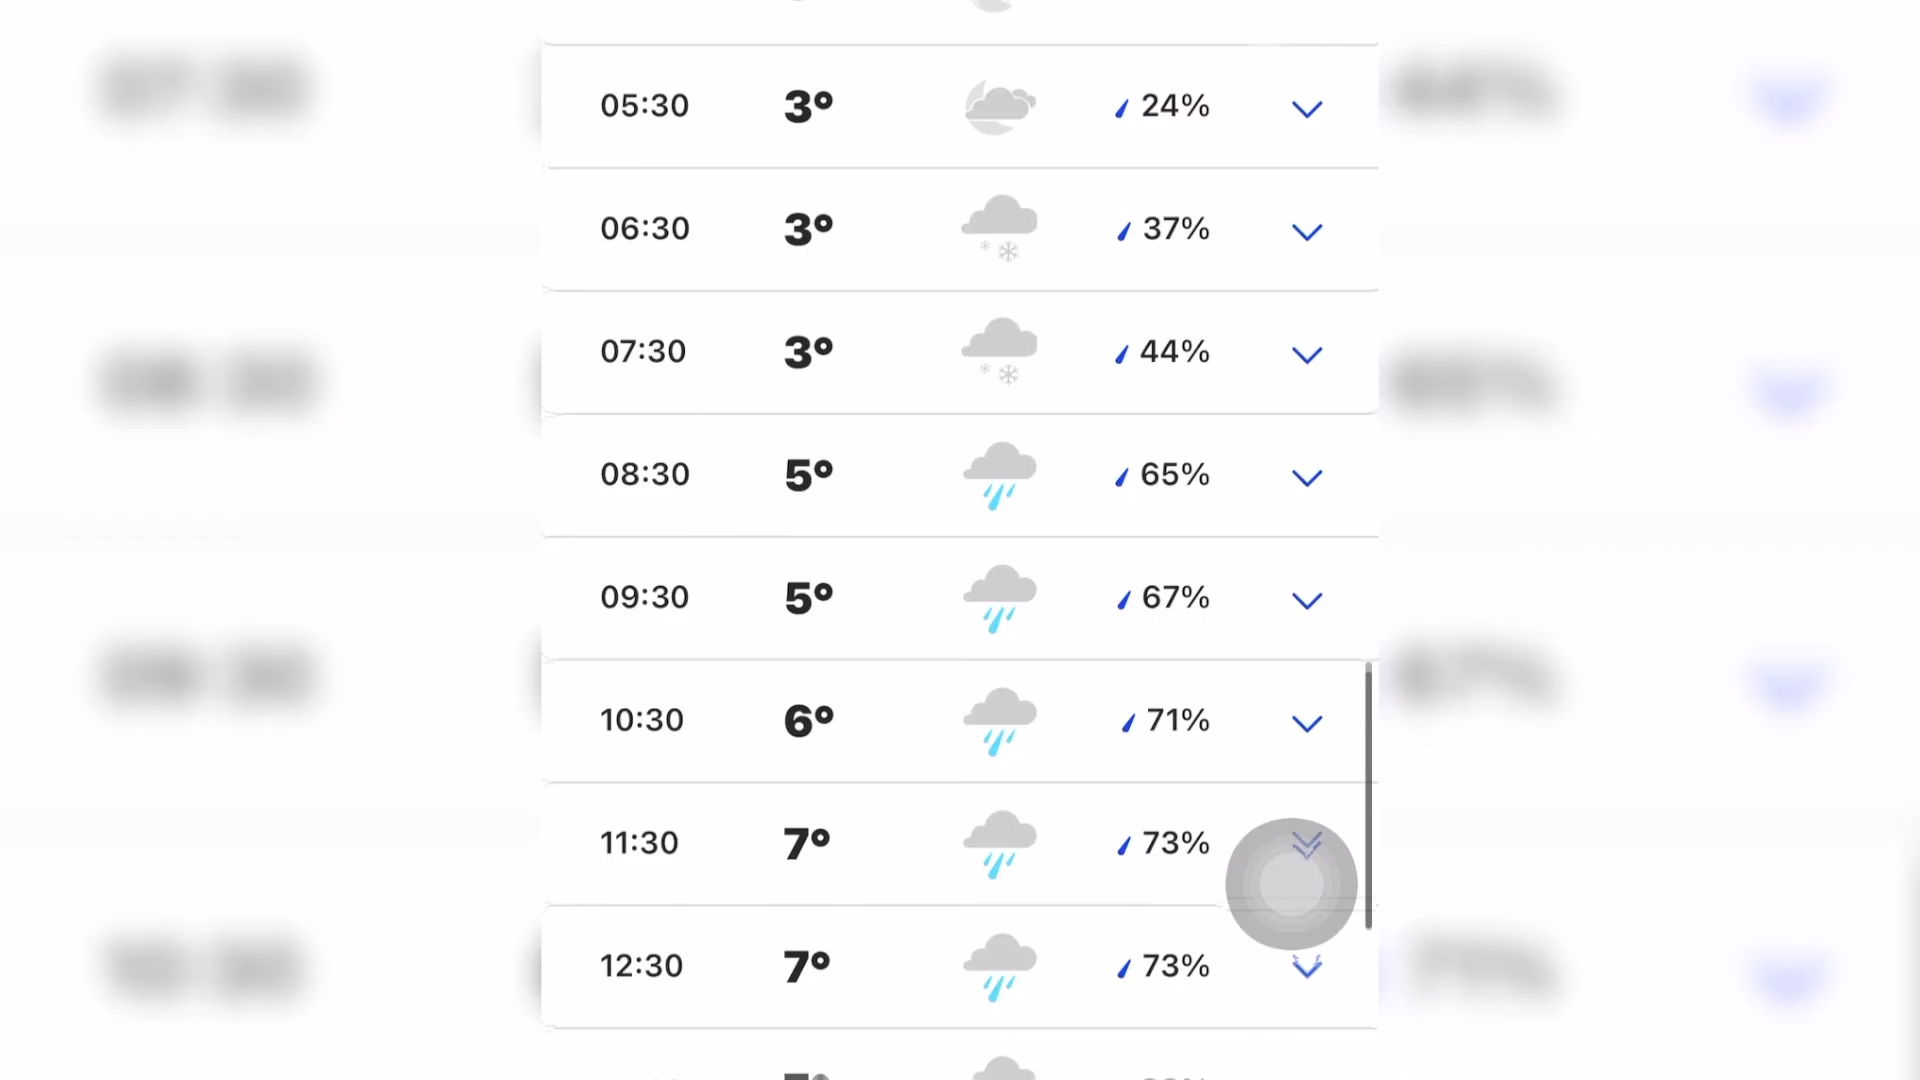 05:30 3° 24%
06:30 3° 37%
07:30 3° 44%
08:30 5° 65%
09:30 5° 67%
10:30 6° 71%
11:30 7° 73%
12:30 7° 73%